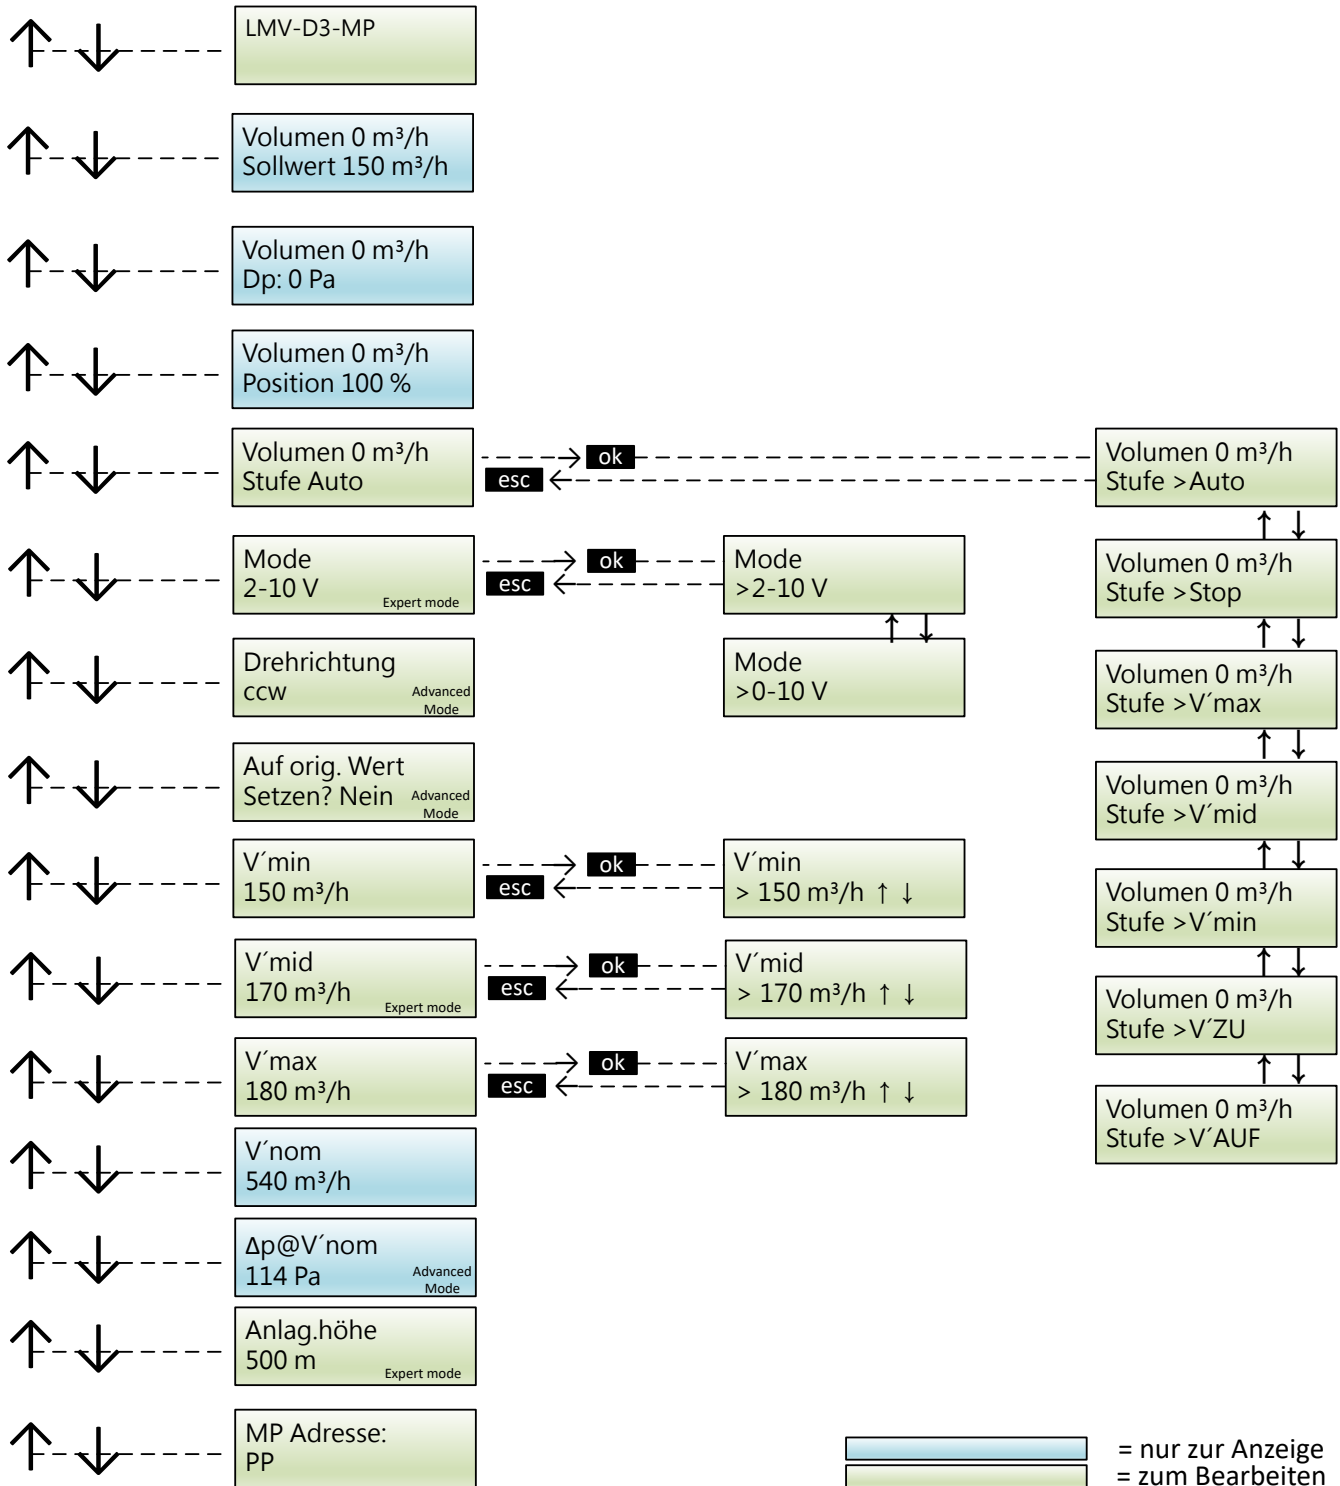 LMV-D3-MP
Volumen 0 m³/h
Sollwert 150 m³/h
Volumen 0 m³/h
Dp: 0 Pa
Volumen 0 m³/h
Position 100 %
Volumen 0 m³/h
Stufe Auto
ok
esc
Volumen 0 m³/h
Stufe >Auto
Mode
2-10 V
Expert mode
ok
esc
Mode
>2-10 V
Volumen 0 m³/h
Stufe >Stop
Drehrichtung
ccw
Advanced
Mode
Mode
>0-10 V
Volumen 0 m³/h
Stufe >V´max
Auf orig. Wert
Setzen? Nein
Advanced
Mode
Volumen 0 m³/h
Stufe >V´mid
V´min
150 m³/h
ok
esc
V´min
> 150 m³/h ↑ ↓
Volumen 0 m³/h
Stufe >V´min
V´mid
170 m³/h
Expert mode
ok
esc
V´mid
> 170 m³/h ↑ ↓
Volumen 0 m³/h
Stufe >V´ZU
V´max
180 m³/h
ok
esc
V´max
> 180 m³/h ↑ ↓
Volumen 0 m³/h
Stufe >V´AUF
V´nom
540 m³/h
Δp@V´nom
114 Pa
Advanced
Mode
Anlag.höhe
500 m
Expert mode
MP Adresse:
PP
= nur zur Anzeige
= zum Bearbeiten